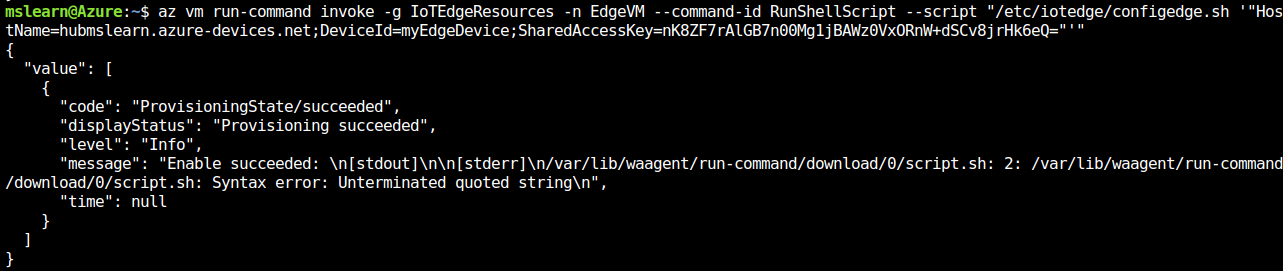 mslearn@Azure:~$ az vm run-command invoke -g IoTEdgeResources -n EdgeVM --command-id RunShellScript --script "/etc/iotedge/configedge.sh '"Hos
tName=hubmslearn.azure-devices.net;DeviceId=myEdgeDevice;SharedAccessKey=nK8ZF7rAlGB7n00Mg1jBAWz0VxORnW+dSCv8jrHk6eQ="'"
{
  "value": [
    {
      "code": "ProvisioningState/succeeded",
      "displayStatus": "Provisioning succeeded",
      "level": "Info",
      "message": "Enable succeeded: \n[stdout]\n\n[stderr]\n/var/lib/waagent/run-command/download/0/script.sh: 2: /var/lib/waagent/run-command
/download/0/script.sh: Syntax error: Unterminated quoted string\n",
      "time": null
    }
  ]
}